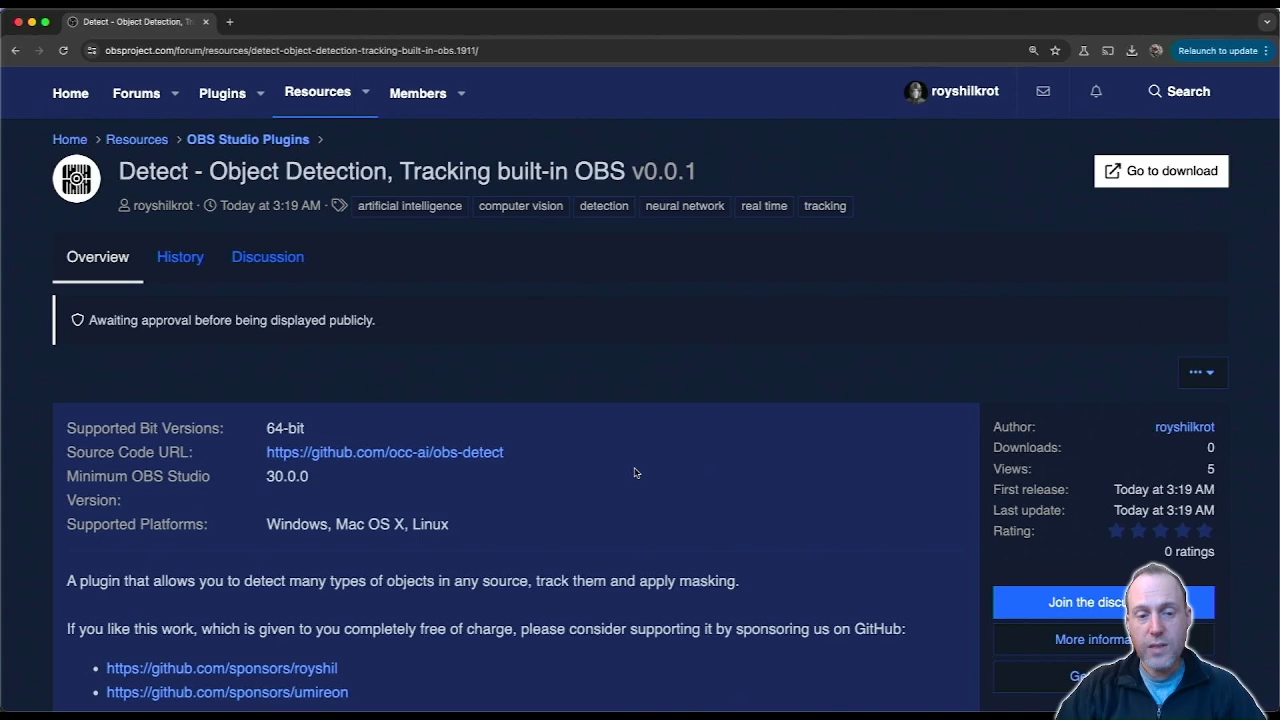 Detect - Object Detection, Tr
obsproject.com/forum/resources/detect-object-detection-tracking-built-in-obs.1911/
Relaunch to update
Home Forums Plugins Resources Members royshilkrot Search
Home > Resources > OBS Studio Plugins >
Detect - Object Detection, Tracking built-in OBS v0.0.1
Go to download
royshilkrot · Today at 3:19 AM · artificial intelligence computer vision detection neural network real time tracking
Overview History Discussion
Awaiting approval before being displayed publicly.
Supported Bit Versions: 64-bit
Source Code URL: https://github.com/occ-ai/obs-detect
Minimum OBS Studio 30.0.0
Version:
Supported Platforms: Windows, Mac OS X, Linux
A plugin that allows you to detect many types of objects in any source, track them and apply masking.
If you like this work, which is given to you completely free of charge, please consider supporting it by sponsoring us on GitHub:
• https://github.com/sponsors/royshil
• https://github.com/sponsors/umireon
Author: royshilkrot
Downloads: 0
Views: 5
First release: Today at 3:19 AM
Last update: Today at 3:19 AM
Rating:
0 ratings
Join the
More